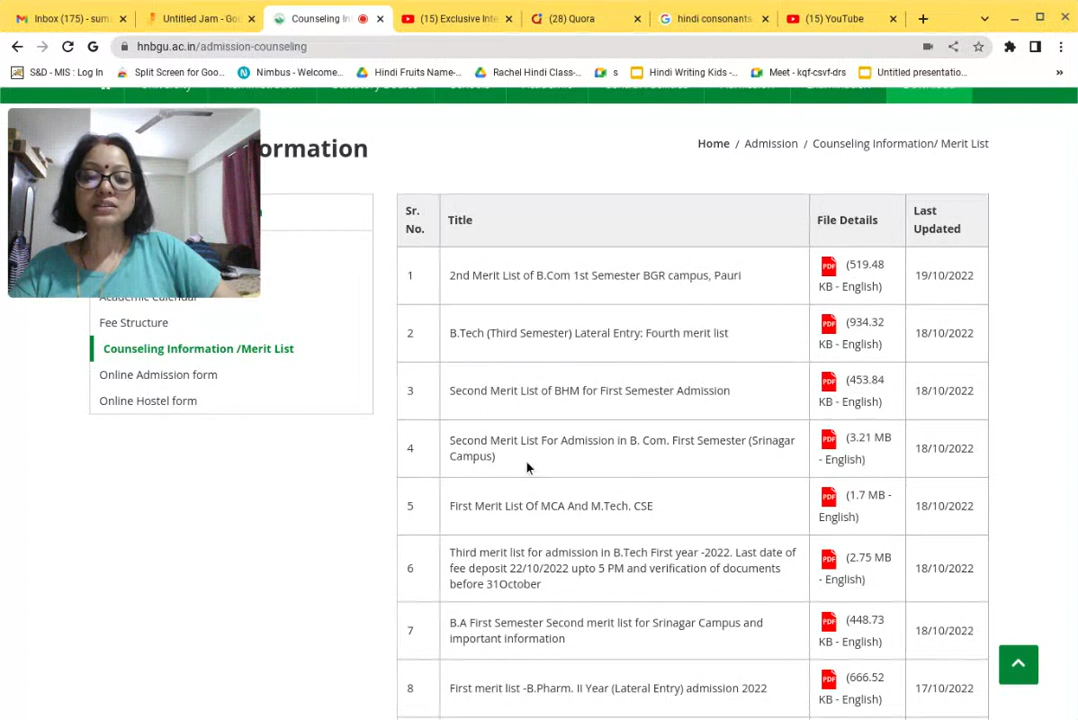 Inbox (175) - sum
Untitled Jam - Go
Counseling In
(15) Exclusive Inte
(28) Quora
hindi consonants
(15) YouTube
hnbgu.ac.in/admission-counseling
S&D - MIS : Log In
Split Screen for Goo...
Nimbus - Welcome...
Hindi Fruits Name-...
Rachel Hindi Class-...
s
Hindi Writing Kids -...
Meet - kqf-csvf-drs
Untitled presentatio...
ormation
Home / Admission / Counseling Information/ Merit List
Fee Structure
Counseling Information /Merit List
Online Admission form
Online Hostel form
Sr. No. Title File Details Last Updated
1 2nd Merit List of B.Com 1st Semester BGR campus, Pauri PDF (519.48 KB - English) 19/10/2022
2 B.Tech (Third Semester) Lateral Entry: Fourth merit list PDF (934.32 KB - English) 18/10/2022
3 Second Merit List of BHM for First Semester Admission PDF (453.84 KB - English) 18/10/2022
4 Second Merit List For Admission in B. Com. First Semester (Srinagar
Campus) PDF (3.21 MB - English) 18/10/2022
5 First Merit List Of MCA And M.Tech. CSE PDF (1.7 MB - English) 18/10/2022
6 Third merit list for admission in B.Tech First year -2022. Last date of
fee deposit 22/10/2022 upto 5 PM and verification of documents
before 31October PDF (2.75 MB - English) 18/10/2022
7 B.A First Semester Second merit list for Srinagar Campus and
important information PDF (448.73 KB - English) 18/10/2022
8 First merit list -B.Pharm. II Year (Lateral Entry) admission 2022 PDF (666.52 KB - English) 17/10/2022